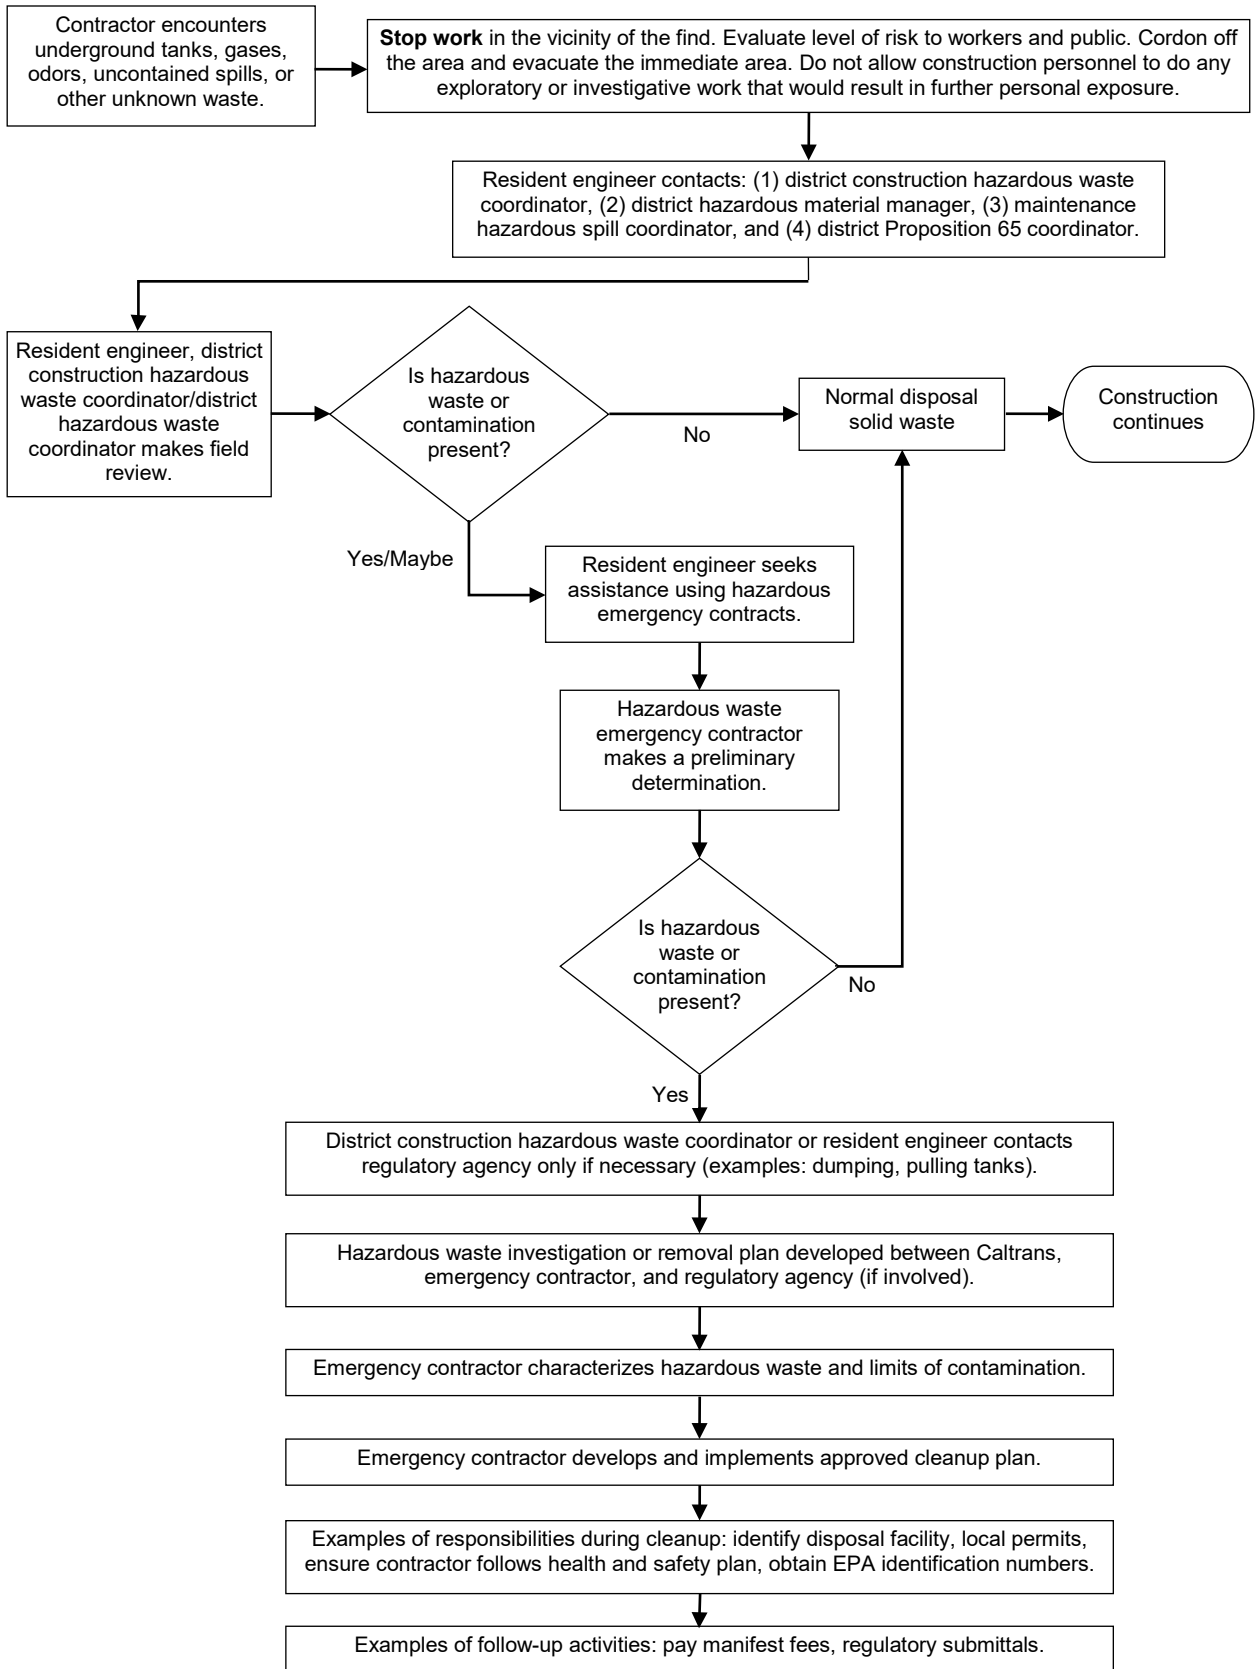 Contractor encounters
underground tanks, gases,
odors, uncontained spills, or
other unknown waste.
Stop work in the vicinity of the find. Evaluate level of risk to workers and public. Cordon off
the area and evacuate the immediate area. Do not allow construction personnel to do any
exploratory or investigative work that would result in further personal exposure.
Resident engineer contacts: (1) district construction hazardous waste
coordinator, (2) district hazardous material manager, (3) maintenance
hazardous spill coordinator, and (4) district Proposition 65 coordinator.
Resident engineer, district
construction hazardous
waste coordinator/district
hazardous waste
coordinator makes field
review.
Is hazardous
waste or
contamination
present?
No
Normal disposal
solid waste
Construction
continues
Yes/Maybe
Resident engineer seeks
assistance using hazardous
emergency contracts.
Hazardous waste
emergency contractor
makes a preliminary
determination.
Is hazardous
waste or
contamination
present?
No
Yes
District construction hazardous waste coordinator or resident engineer contacts
regulatory agency only if necessary (examples: dumping, pulling tanks).
Hazardous waste investigation or removal plan developed between Caltrans,
emergency contractor, and regulatory agency (if involved).
Emergency contractor characterizes hazardous waste and limits of contamination.
Emergency contractor develops and implements approved cleanup plan.
Examples of responsibilities during cleanup: identify disposal facility, local permits,
ensure contractor follows health and safety plan, obtain EPA identification numbers.
Examples of follow-up activities: pay manifest fees, regulatory submittals.